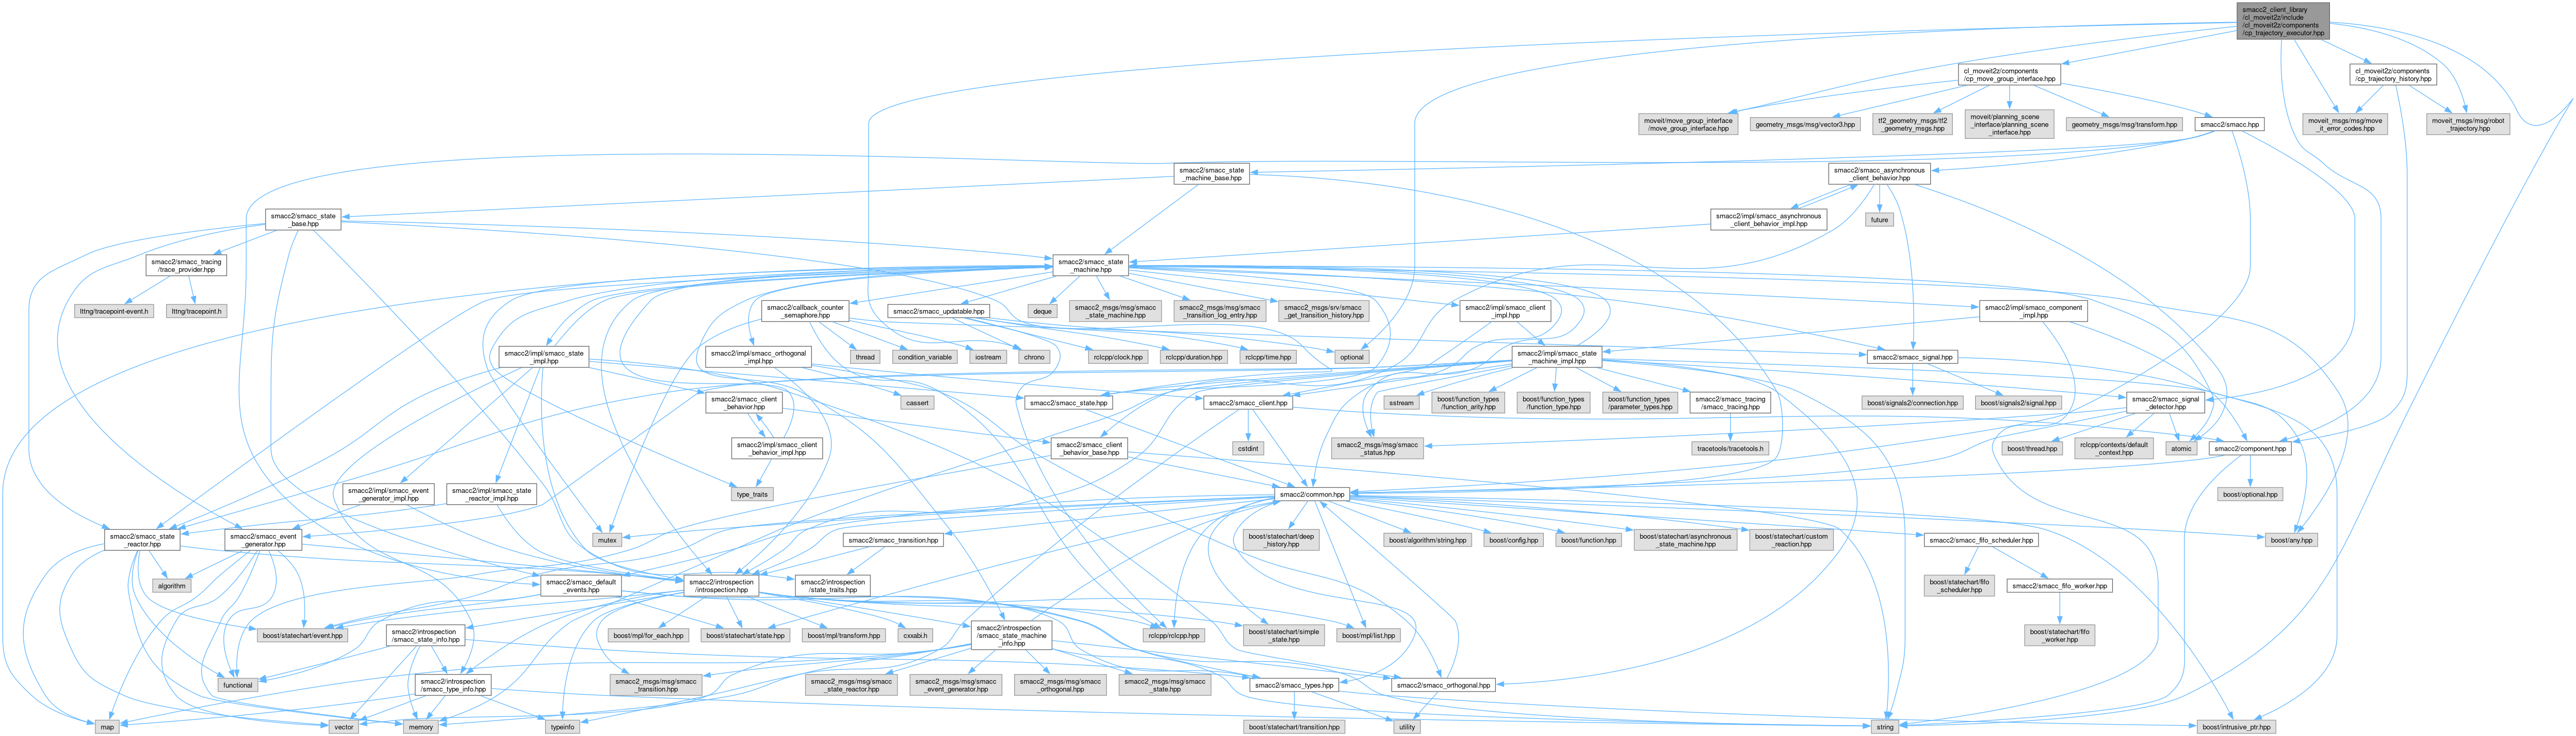 smacc2_client_library
/cl_moveit2z/include
/cl_moveit2z/components
/cp_trajectory_executor.hpp
cl_moveit2z/components
/cp_move_group_interface.hpp
cl_moveit2z/components
/cp_trajectory_history.hpp
moveit/move_group_interface
/move_group_interface.hpp
geometry_msgs/msg/vector3.hpp
tf2_geometry_msgs/tf2
_geometry_msgs.hpp
moveit/planning_scene
_interface/planning_scene
_interface.hpp
geometry_msgs/msg/transform.hpp
smacc2/smacc.hpp
moveit_msgs/msg/move
_it_error_codes.hpp
moveit_msgs/msg/robot
_trajectory.hpp
smacc2/smacc_state
_machine_base.hpp
smacc2/smacc_asynchronous
_client_behavior.hpp
smacc2/smacc_state
_base.hpp
smacc2/impl/smacc_asynchronous
_client_behavior_impl.hpp
future
smacc2/smacc_tracing
/trace_provider.hpp
smacc2/smacc_state
_machine.hpp
lttng/tracepoint-event.h
lttng/tracepoint.h
smacc2/callback_counter
_semaphore.hpp
smacc2/smacc_updatable.hpp
deque
smacc2_msgs/msg/smacc
_state_machine.hpp
smacc2_msgs/msg/smacc
_transition_log_entry.hpp
smacc2_msgs/srv/smacc
_get_transition_history.hpp
smacc2/impl/smacc_client
_impl.hpp
smacc2/impl/smacc_component
_impl.hpp
smacc2/impl/smacc_state
_impl.hpp
smacc2/impl/smacc_orthogonal
_impl.hpp
thread
condition_variable
iostream
chrono
rclcpp/clock.hpp
rclcpp/duration.hpp
rclcpp/time.hpp
optional
smacc2/impl/smacc_state
_machine_impl.hpp
smacc2/smacc_signal.hpp
smacc2/smacc_client
_behavior.hpp
cassert
smacc2/smacc_state.hpp
smacc2/smacc_client.hpp
sstream
boost/function_types
/function_arity.hpp
boost/function_types
/function_type.hpp
boost/function_types
/parameter_types.hpp
smacc2/smacc_tracing
/smacc_tracing.hpp
boost/signals2/connection.hpp
boost/signals2/signal.hpp
smacc2/smacc_signal
_detector.hpp
smacc2/impl/smacc_client
_behavior_impl.hpp
smacc2/smacc_client
_behavior_base.hpp
cstdint
smacc2_msgs/msg/smacc
_status.hpp
tracetools/tracetools.h
boost/thread.hpp
rclcpp/contexts/default
_context.hpp
atomic
smacc2/component.hpp
smacc2/impl/smacc_event
_generator_impl.hpp
smacc2/impl/smacc_state
_reactor_impl.hpp
type_traits
smacc2/common.hpp
boost/optional.hpp
smacc2/smacc_state
_reactor.hpp
smacc2/smacc_event
_generator.hpp
mutex
smacc2/smacc_transition.hpp
boost/statechart/deep
_history.hpp
boost/algorithm/string.hpp
boost/config.hpp
boost/function.hpp
boost/statechart/asynchronous
_state_machine.hpp
boost/statechart/custom
_reaction.hpp
smacc2/smacc_fifo_scheduler.hpp
boost/any.hpp
algorithm
smacc2/smacc_default
_events.hpp
smacc2/introspection
/introspection.hpp
smacc2/introspection
/state_traits.hpp
boost/statechart/fifo
_scheduler.hpp
smacc2/smacc_fifo_worker.hpp
boost/statechart/event.hpp
smacc2/introspection
/smacc_state_info.hpp
boost/mpl/for_each.hpp
boost/statechart/state.hpp
boost/mpl/transform.hpp
cxxabi.h
smacc2/introspection
/smacc_state_machine
_info.hpp
rclcpp/rclcpp.hpp
boost/statechart/simple
_state.hpp
boost/mpl/list.hpp
boost/statechart/fifo
_worker.hpp
functional
smacc2/introspection
/smacc_type_info.hpp
smacc2_msgs/msg/smacc
_transition.hpp
smacc2_msgs/msg/smacc
_state_reactor.hpp
smacc2_msgs/msg/smacc
_event_generator.hpp
smacc2_msgs/msg/smacc
_orthogonal.hpp
smacc2_msgs/msg/smacc
_state.hpp
smacc2/smacc_types.hpp
smacc2/smacc_orthogonal.hpp
map
vector
memory
typeinfo
boost/statechart/transition.hpp
utility
string
boost/intrusive_ptr.hpp